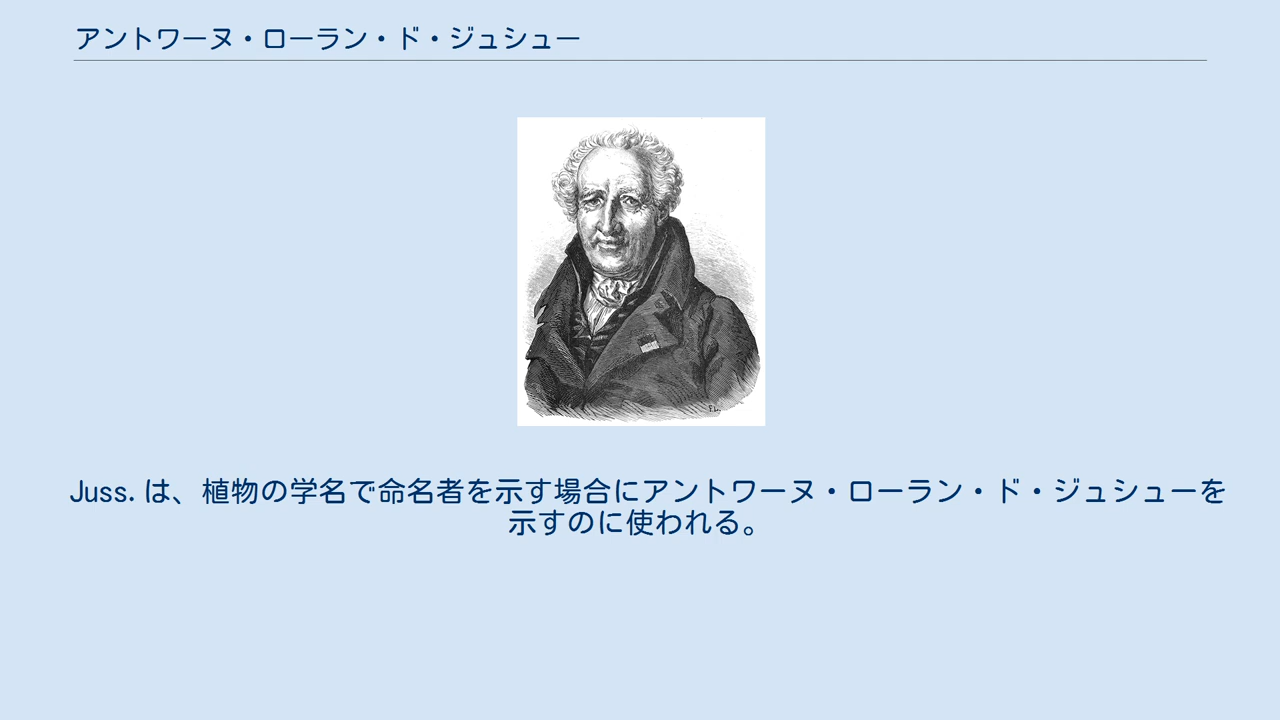 アントワーヌ・ローラン・ド・ジュシュー
Juss. は、植物の学名で命名者を示す場合にアントワーヌ・ローラン・ド・ジュシューを
示すのに使われる。